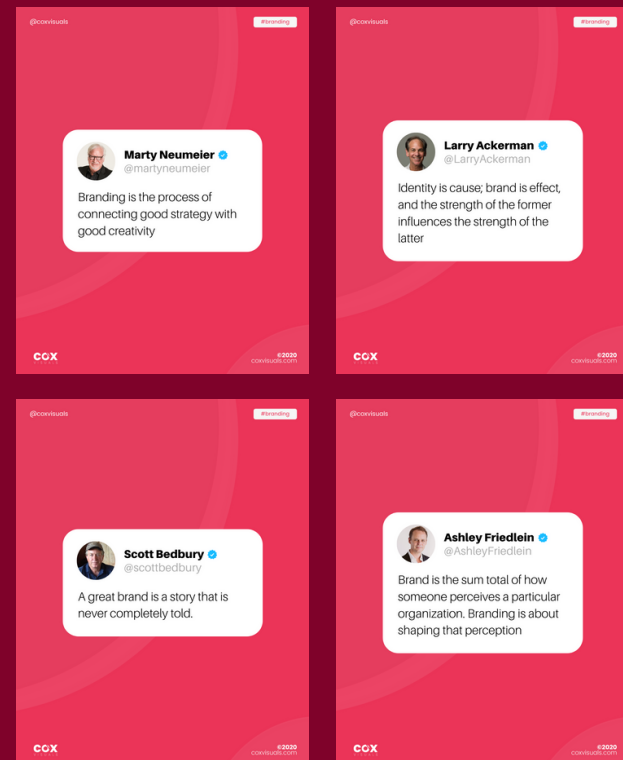 @coxvisuals
#branding
Marty Neumeier
@martyneumeier
Branding is the process of
connecting good strategy with
good creativity
COX
©2020
coxvisuals.com
@coxvisuals
#branding
Larry Ackerman
@LarryAckerman
Identity is cause; brand is effect,
and the strength of the former
influences the strength of the
latter
COX
©2020
coxvisuals.com
@coxvisuals
#branding
Scott Bedbury
@scottbedbury
A great brand is a story that is
never completely told.
COX
©2020
coxvisuals.com
@coxvisuals
#branding
Ashley Friedlein
@AshleyFriedlein
Brand is the sum total of how
someone perceives a particular
organization. Branding is about
shaping that perception
COX
©2020
coxvisuals.com